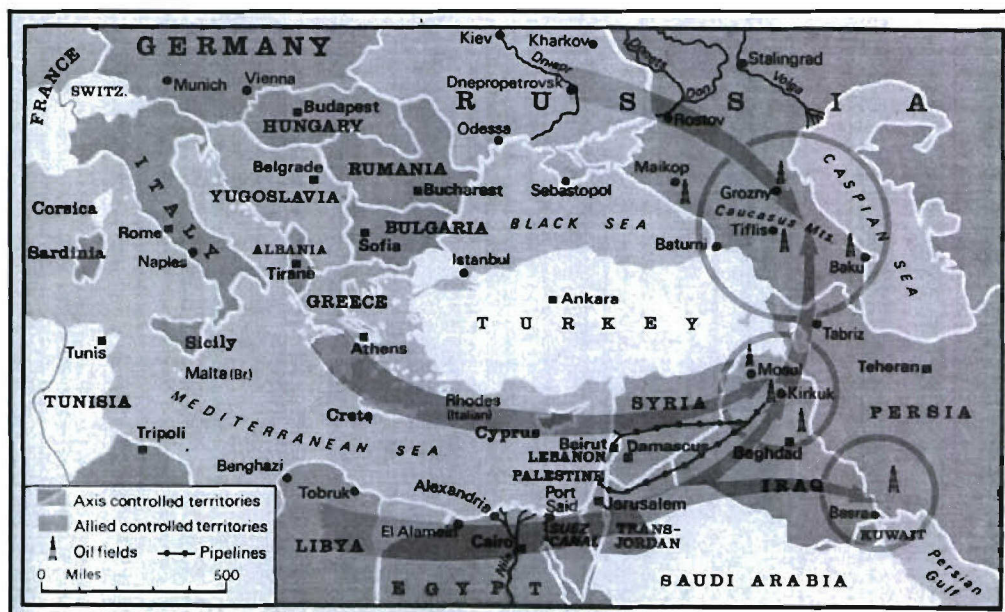 GERMANY
Kiev
Kharkov
Stalingrad
FRANCE
SWITZ.
Munich
Vienna
Dnepr
Donets
Don
Volga
Dnepropetrovsk
RUSSIA
Budapest
HUNGARY
Odessa
Rostov
ITALY
Belgrade
RUMANIA
Maikop
Grozny
CASPIAN SEA
YUGOSLAVIA
Bucharest
Sebastopol
Caucasus Mts.
Corsica
BULGARIA
BLACK SEA
Tiflis
Rome
ALBANIA
Sofia
Batumi
Sardinia
Naples
Tirane
Istanbul
Baku
GREECE
Ankara
TURKEY
Tabriz
Sicily
Athens
Tunis
Mosul
Teheran
Malta (Br.)
Rhodes
(Italian)
Kirkuk
TUNISIA
MEDITERRANEAN SEA
Crete
SYRIA
PERSIA
Cyprus
Tripoli
Beirut
Damascus
Baghdad
LEBANON
Benghazi
PALESTINE
Tobruk
Alexandria
Port
Said
Jerusalem
IRAQ
Basra
El Alamein
SUEZ
CANAL
TRANS-
JORDAN
KUWAIT
LIBYA
Cairo
Nile
Persian
Gulf
EGYPT
SAUDI ARABIA
Axis controlled territories
Allied controlled territories
Oil fields
Pipelines
0 Miles 500